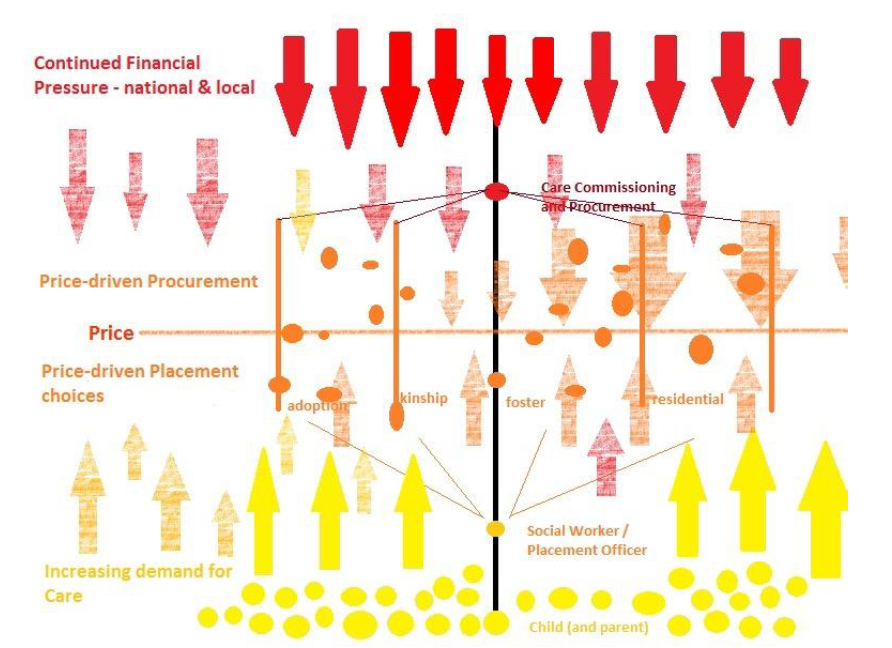 Continued Financial
Pressure - national & local
Care Commissioning
and Procurement
Price-driven Procurement
Price
Price-driven Placement
choices
adoption
kinship
foster
residential
Social Worker /
Placement Officer
Increasing demand for
Care
Child (and parent)